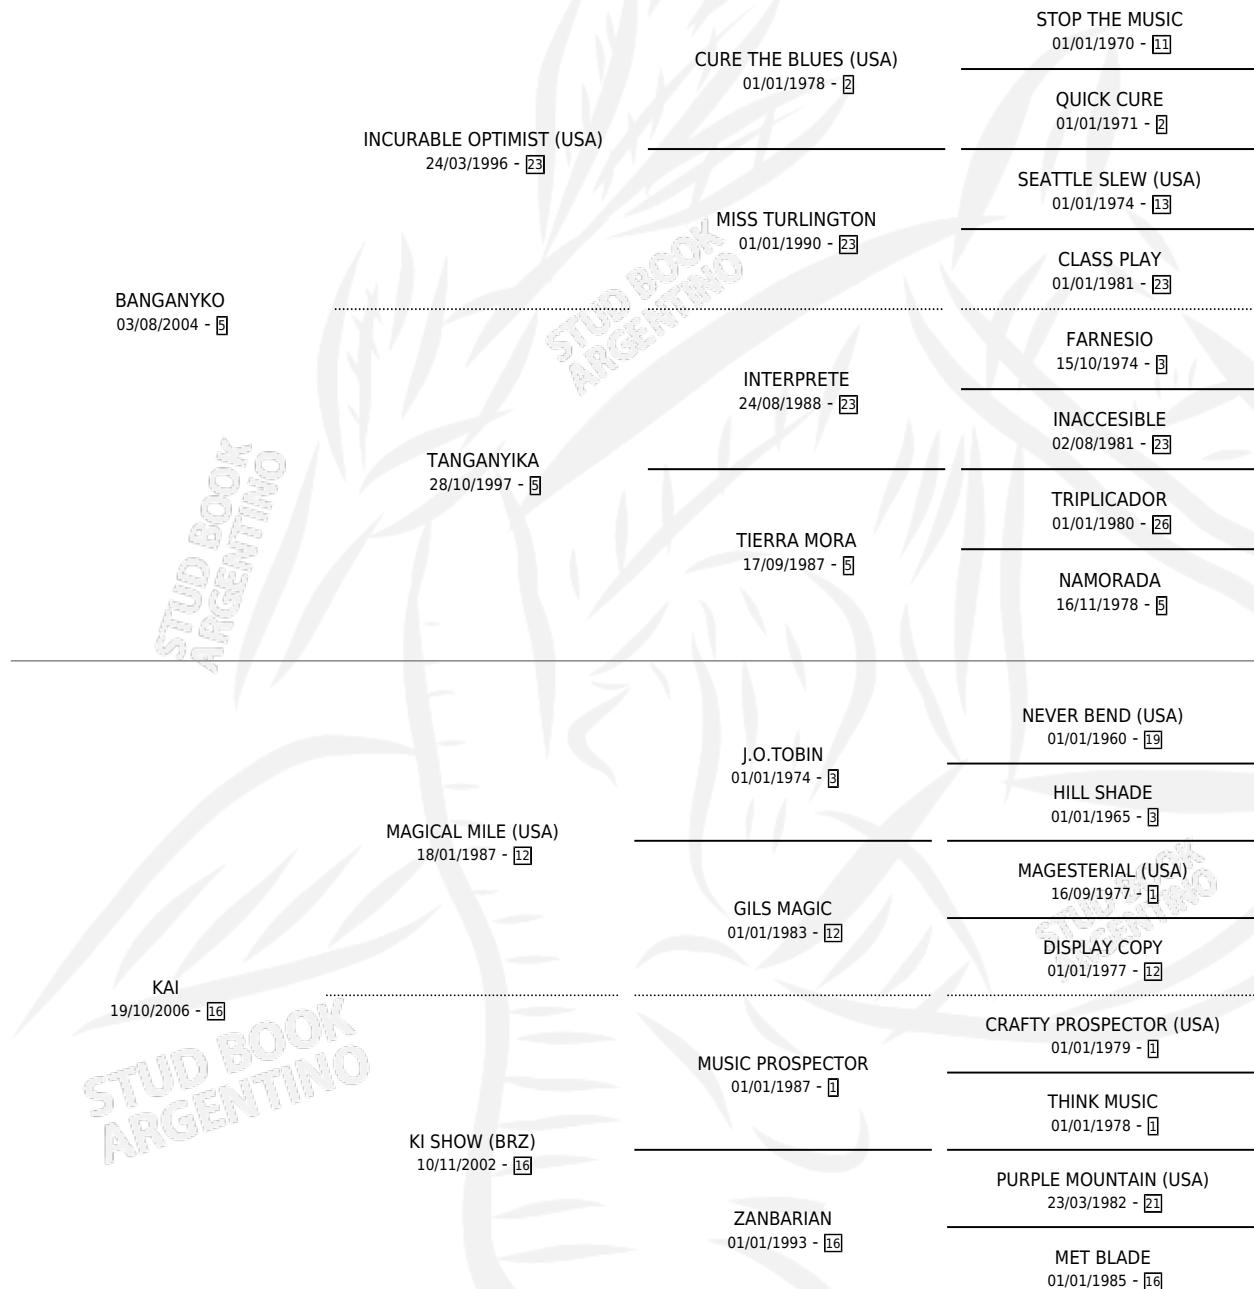 STOP THE MUSIC
01/01/1970 - 11
CURE THE BLUES (USA)
01/01/1978 - 2
QUICK CURE
01/01/1971 - 2
INCURABLE OPTIMIST (USA)
24/03/1996 - 23
SEATTLE SLEW (USA)
01/01/1974 - 13
MISS TURLINGTON
01/01/1990 - 23
CLASS PLAY
01/01/1981 - 23
BANGANYKO
03/08/2004 - 5
FARNESIO
15/10/1974 - 3
INTERPRETE
24/08/1988 - 23
INACCESIBLE
02/08/1981 - 23
TANGANYIKA
28/10/1997 - 5
TRIPLICADOR
01/01/1980 - 26
TIERRA MORA
17/09/1987 - 5
NAMORADA
16/11/1978 - 5
NEVER BEND (USA)
01/01/1960 - 19
J.O.TOBIN
01/01/1974 - 3
HILL SHADE
01/01/1965 - 3
MAGICAL MILE (USA)
18/01/1987 - 12
MAGESTERIAL (USA)
16/09/1977 - 1
GILS MAGIC
01/01/1983 - 12
DISPLAY COPY
01/01/1977 - 12
KAI
19/10/2006 - 16
CRAFTY PROSPECTOR (USA)
01/01/1979 - 1
MUSIC PROSPECTOR
01/01/1987 - 1
THINK MUSIC
01/01/1978 - 1
KI SHOW (BRZ)
10/11/2002 - 16
PURPLE MOUNTAIN (USA)
23/03/1982 - 21
ZANBARIAN
01/01/1993 - 16
MET BLADE
01/01/1985 - 16
STUD BOOK
ARGENTINO
STUD BOOK
ARGENTINO
STUD BOOK
ARGENTINO
STUD BOOK
ARGENTINO